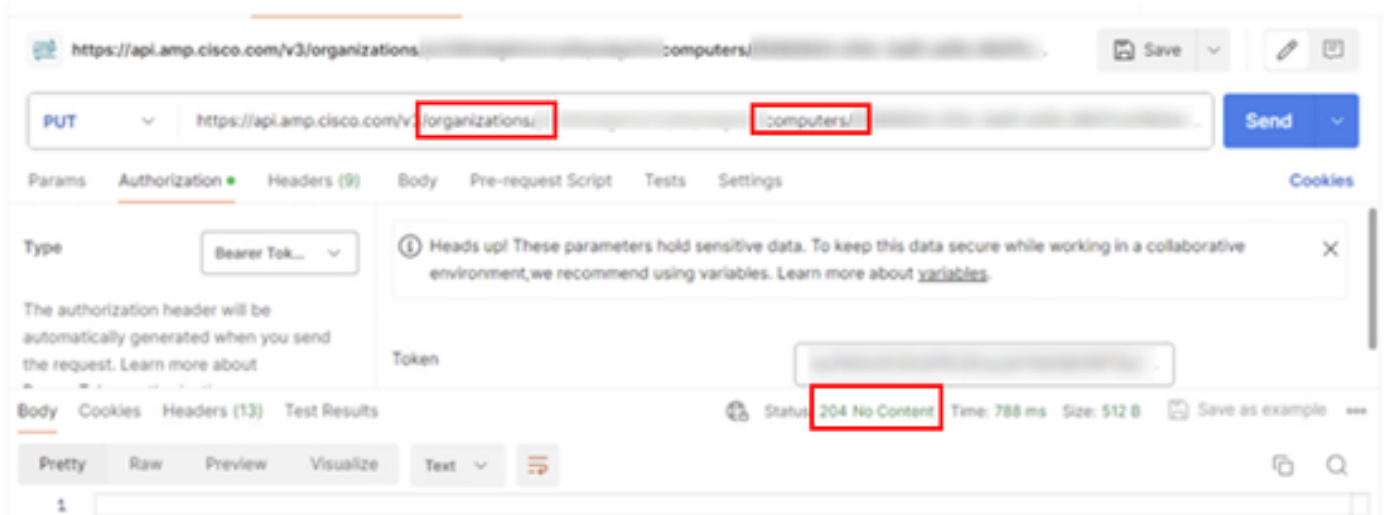 https://api.amp.cisco.com/v3/organizations/ computers/
Save
PUT https://api.amp.cisco.com/v3/organizations/ computers/
Send
Params Authorization Headers (9) Body Pre-request Script Tests Settings Cookies
Type Bearer Tok...
Heads up! These parameters hold sensitive data. To keep this data secure while working in a collaborative
environment,we recommend using variables. Learn more about variables.
The authorization header will be
automatically generated when you send
the request. Learn more about
Token
Body Cookies Headers (13) Test Results
Status 204 No Content Time: 788 ms Size: 512 B Save as example
Pretty Raw Preview Visualize Text
1